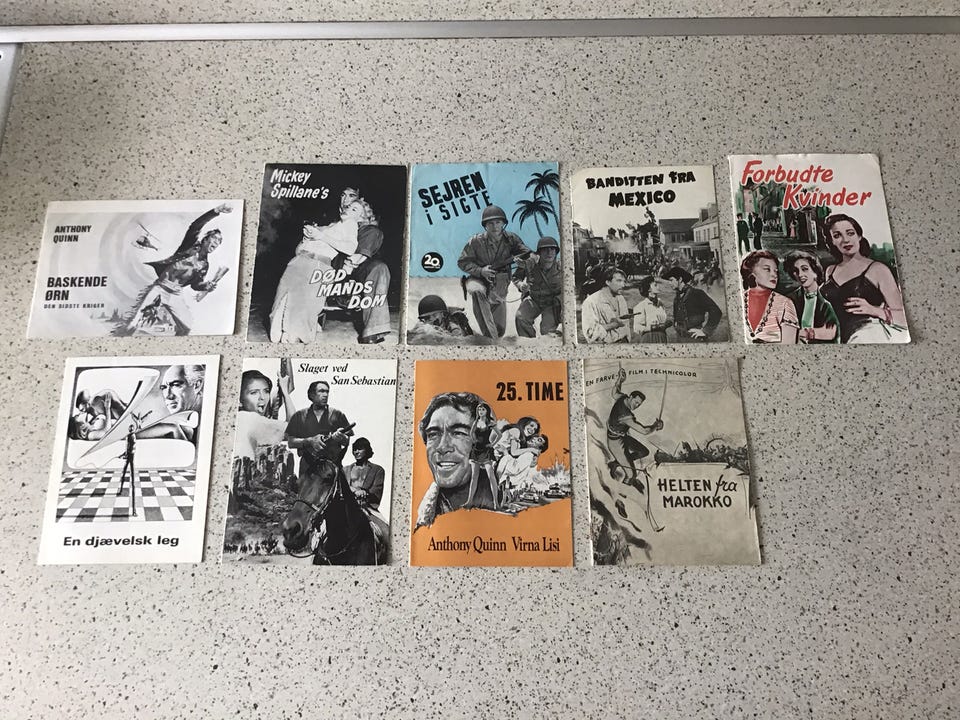 ANTHONY
QUINN
BASKENDE
ØRN
DEN SIDSTE KRIGER
Mickey
Spillane's
DØD
MANDS
DOM
SEJREN
i SIGTE
20
BANDITTEN FRA
MEXICO
Forbudte
Kvinder
En djævelsk leg
Slaget ved
San Sebastian
25. TIME
Anthony Quinn Virna Lisi
EN FARVE FILM I TECHNICOLOR
HELTEN fra
MAROKKO